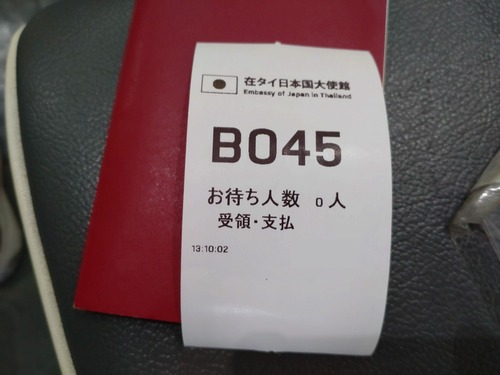 在タイ日本国大使館
Embassy of Japan in Thailand
B045
お待ち人数 0人
受領・支払
13:10:02